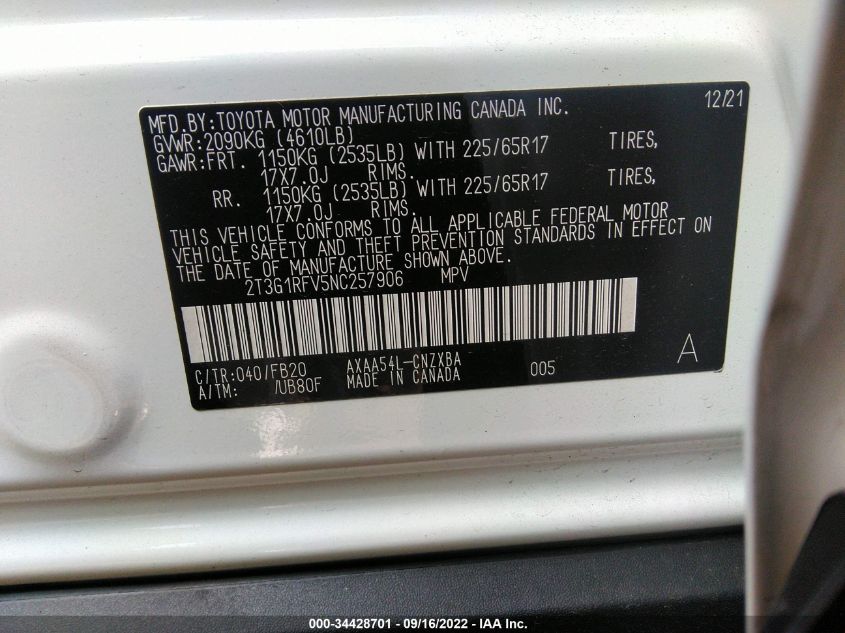 MFD.BY:TOYOTA MOTOR MANUFACTURING CANADA INC. 12/21
GVWR:2090KG (4610LB)
GAWR:FRT. 1150KG (2535LB) WITH 225/65R17 TIRES,
17X7.0J RIMS.
RR. 1150KG (2535LB) WITH 225/65R17 TIRES,
17X7.0J RIMS.
THIS VEHICLE CONFORMS TO ALL APPLICABLE FEDERAL MOTOR
VEHICLE SAFETY AND THEFT PREVENTION STANDARDS IN EFFECT ON
THE DATE OF MANUFACTURE SHOWN ABOVE.
2T3G1RFV5NC257906 MPV
C/TR:040/FB20 AXAA54L-CNZXBA 005 A
A/TM: /UB80F MADE IN CANADA
000-34428701 - 09/16/2022 - IAA Inc.